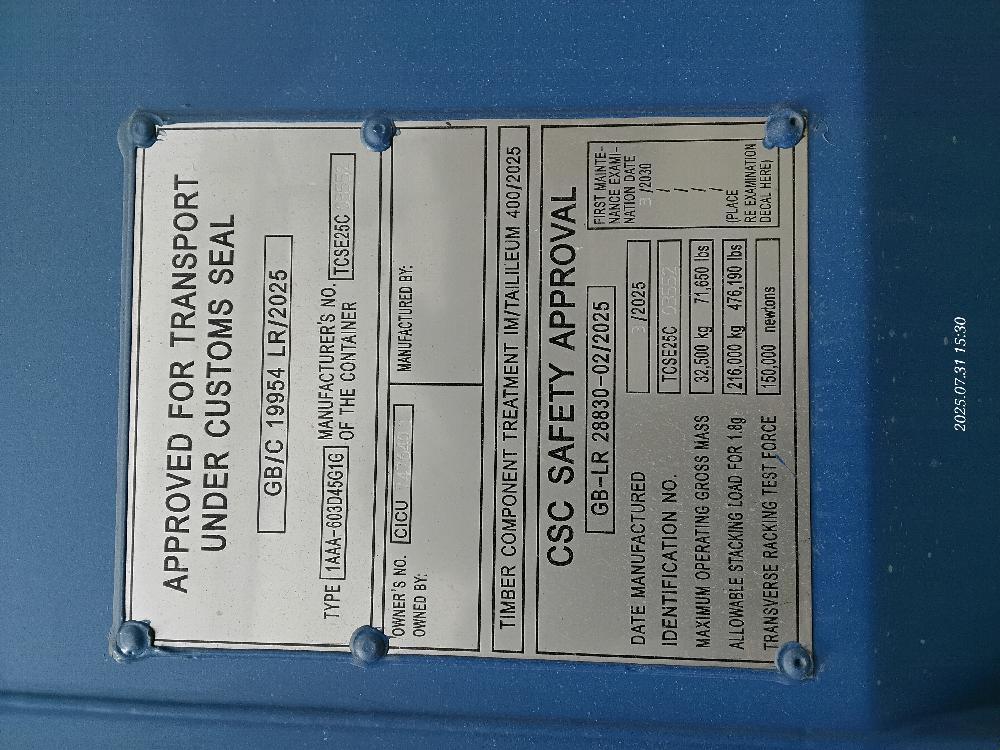 APPROVED FOR TRANSPORT
UNDER CUSTOMS SEAL
GB/C 19954 LR/2025
TYPE 1AAA-603D45G1G MANUFACTURER'S NO.
OF THE CONTAINER TCSE25C
OWNER'S NO. CICU
OWNED BY:
MANUFACTURED BY:
TIMBER COMPONENT TREATMENT IM/TAILILEUM 400/2025
CSC SAFETY APPROVAL
GB-LR 28830-02/2025
DATE MANUFACTURED 3/2025
IDENTIFICATION NO. TCSE25C
MAXIMUM OPERATING GROSS MASS 32,500 kg 71,650 lbs
ALLOWABLE STACKING LOAD FOR 1.8g 216,000 kg 476,190 lbs
TRANSVERSE RACKING TEST FORCE 150,000 newtons
FIRST MAINTE-
NANCE EXAMI-
NATION DATE
3/2030
(PLACE
RE EXAMINATION
DECAL HERE)
2025.07.31 15:30